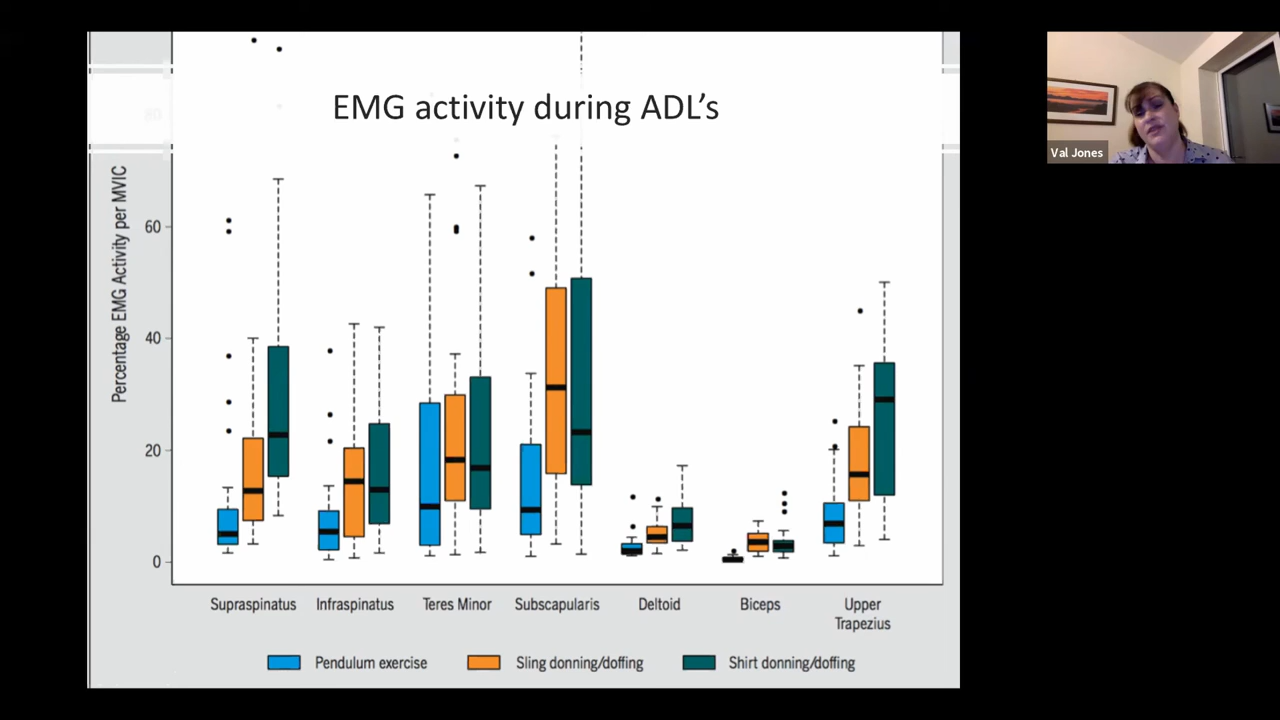 EMG activity during ADL's
Percentage EMG Activity per MVIC
60
40
20
0
Supraspinatus
Infraspinatus
Teres Minor
Subscapularis
Deltoid
Biceps
Upper
Trapezius
Pendulum exercise
Sling donning/doffing
Shirt donning/doffing
Val Jones